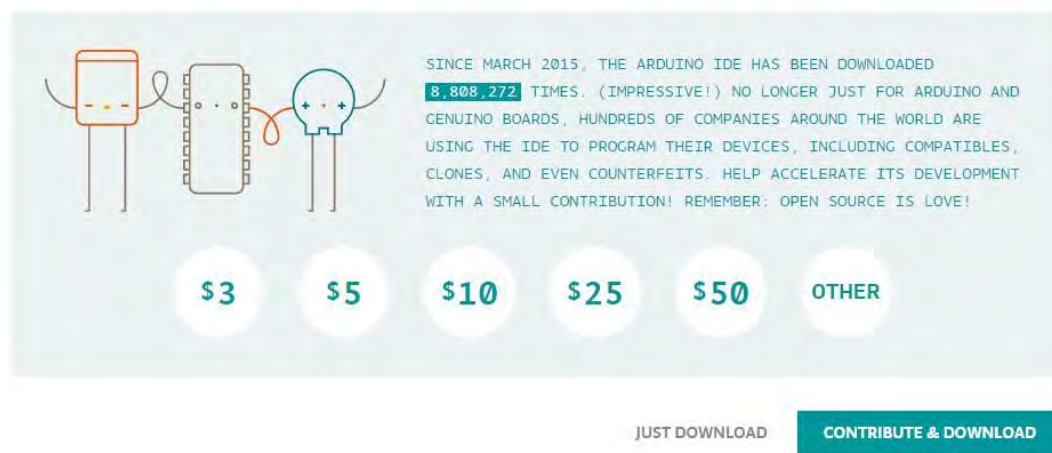 SINCE MARCH 2015, THE ARDUINO IDE HAS BEEN DOWNLOADED
8,808,272 TIMES. (IMPRESSIVE!) NO LONGER JUST FOR ARDUINO AND
GENUINO BOARDS, HUNDREDS OF COMPANIES AROUND THE WORLD ARE
USING THE IDE TO PROGRAM THEIR DEVICES, INCLUDING COMPATIBLES,
CLONES, AND EVEN COUNTERFEITS. HELP ACCELERATE ITS DEVELOPMENT
WITH A SMALL CONTRIBUTION! REMEMBER: OPEN SOURCE IS LOVE!
$3 $5 $10 $25 $50 OTHER
JUST DOWNLOAD CONTRIBUTE & DOWNLOAD